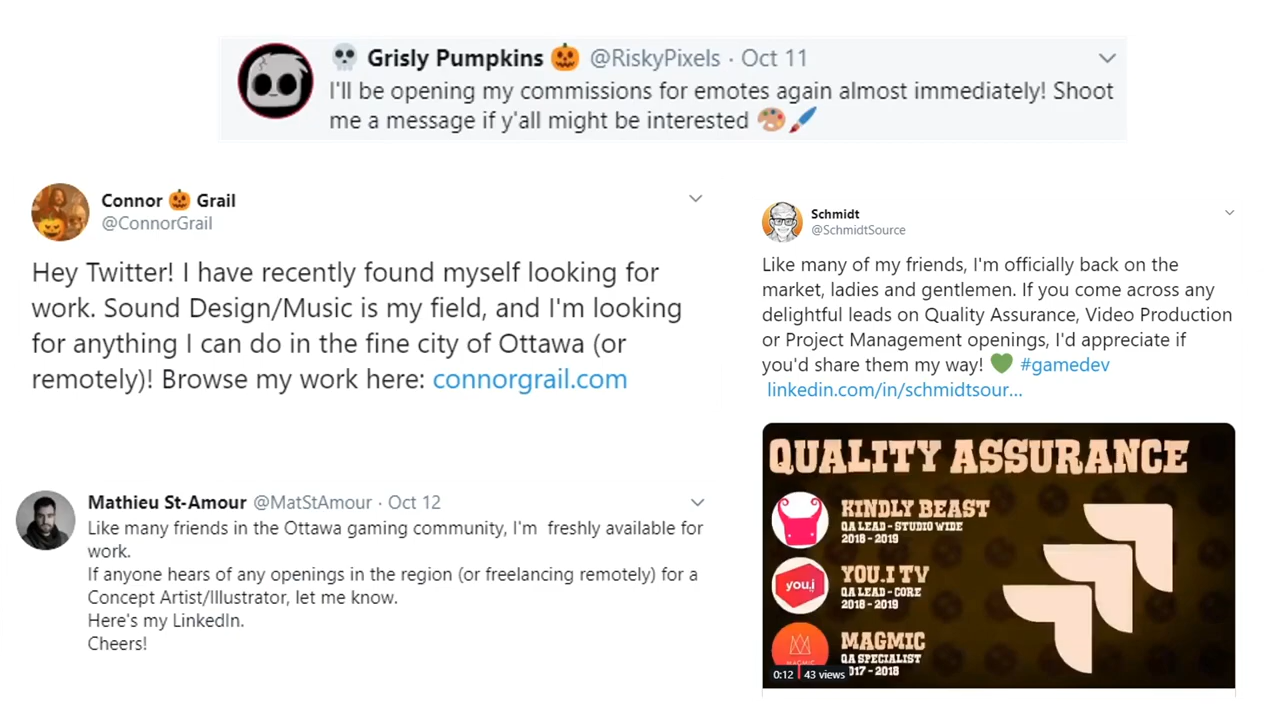 💀 Grisly Pumpkins 🎃 @RiskyPixels · Oct 11
I'll be opening my commissions for emotes again almost immediately! Shoot
me a message if y'all might be interested 🎨🖌️
Connor 🎃 Grail
@ConnorGrail
Hey Twitter! I have recently found myself looking for
work. Sound Design/Music is my field, and I'm looking
for anything I can do in the fine city of Ottawa (or
remotely)! Browse my work here: connorgrail.com
Schmidt
@SchmidtSource
Like many of my friends, I'm officially back on the
market, ladies and gentlemen. If you come across any
delightful leads on Quality Assurance, Video Production
or Project Management openings, I'd appreciate if
you'd share them my way! 💚 #gamedev
linkedin.com/in/schmidtsour...
QUALITY ASSURANCE
KINDLY BEAST
QA LEAD - STUDIO WIDE
2018 - 2019
you.i
YOU.I TV
QA LEAD - CORE
2018 - 2019
MAGMIC
MAGMIC
QA SPECIALIST
017 - 2018
0:12
43 views
Mathieu St-Amour @MatStAmour · Oct 12
Like many friends in the Ottawa gaming community, I'm  freshly available for
work.
If anyone hears of any openings in the region (or freelancing remotely) for a
Concept Artist/Illustrator, let me know.
Here's my LinkedIn.
Cheers!